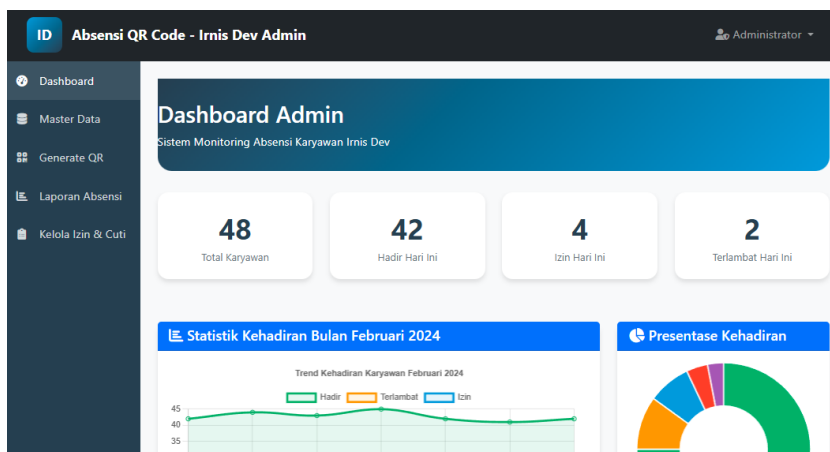 ID Absensi QR Code - Irnis Dev Admin
Administrator
Dashboard
Master Data
Generate QR
Laporan Absensi
Kelola Izin & Cuti
Dashboard Admin
Sistem Monitoring Absensi Karyawan Irnis Dev
48
Total Karyawan
42
Hadir Hari Ini
4
Izin Hari Ini
2
Terlambat Hari Ini
Statistik Kehadiran Bulan Februari 2024
Trend Kehadiran Karyawan Februari 2024
Hadir Terlambat Izin
45
40
35
Presentase Kehadiran